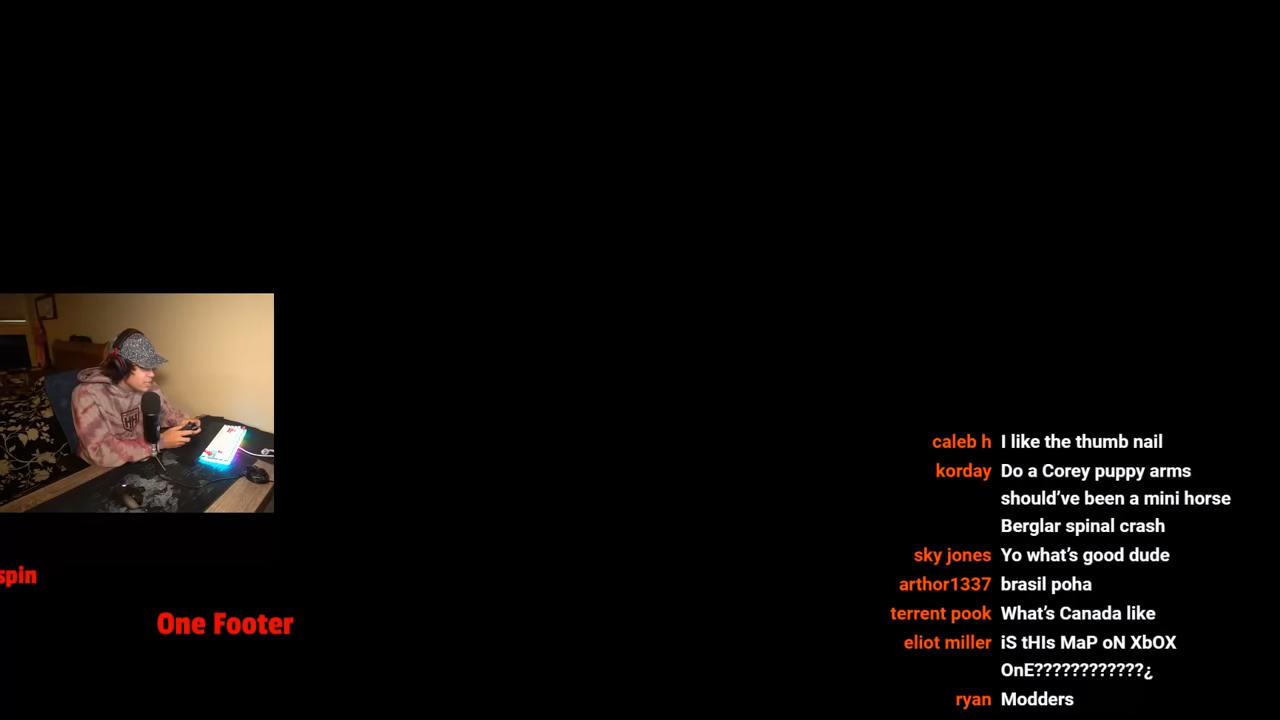 caleb h I like the thumb nail
korday Do a Corey puppy arms
should've been a mini horse
Berglar spinal crash
sky jones Yo what's good dude
arthor1337 brasil poha
spin
One Footer
terrent pook What's Canada like
eliot miller iS tHIs MaP oN XbOX
OnE????????????¿
ryan Modders